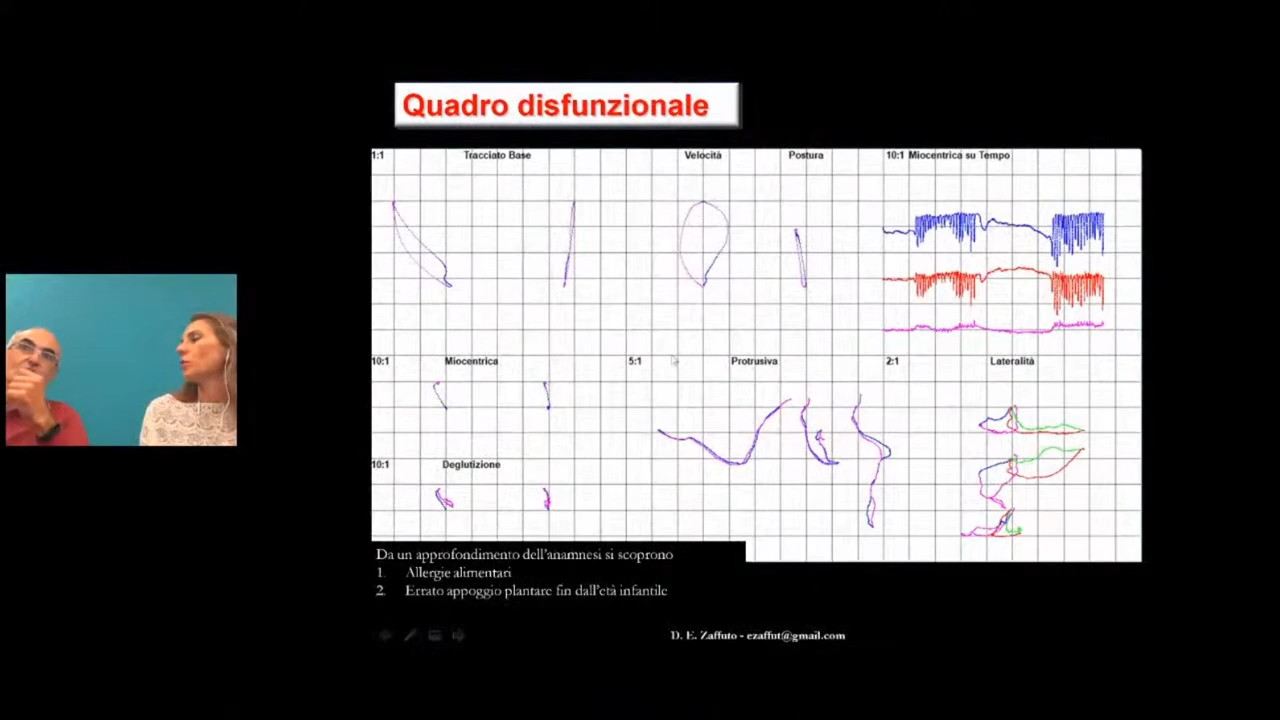 Quadro disfunzionale
1:1 Tracciato Base Velocità Postura 10:1 Miocentrica su Tempo
10:1 Miocentrica 5:1 Protrusiva 2:1 Lateralità
10:1 Deglutizione
Da un approfondimento dell'anamnesi si scoprono
1. Allergie alimentari
2. Errato appoggio plantare fin dall'età infantile
D. E. Zaffuto - ezaffut@gmail.com